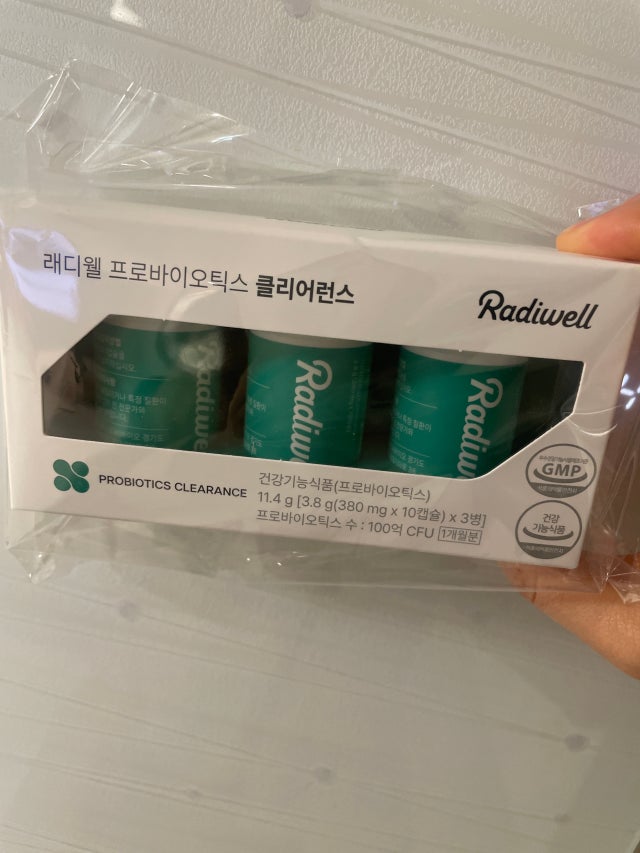 래디웰 프로바이오틱스 클리어런스
Radiwell
Radiwe
Radiw
Radiw
PROBIOTICS CLEARANCE
건강기능식품(프로바이오틱스)
11.4 g [3.8 g(380 mg x 10캡슐) x 3병]
프로바이오틱스 수 : 100억 CFU 1개월분
GMP
건강
기능식품